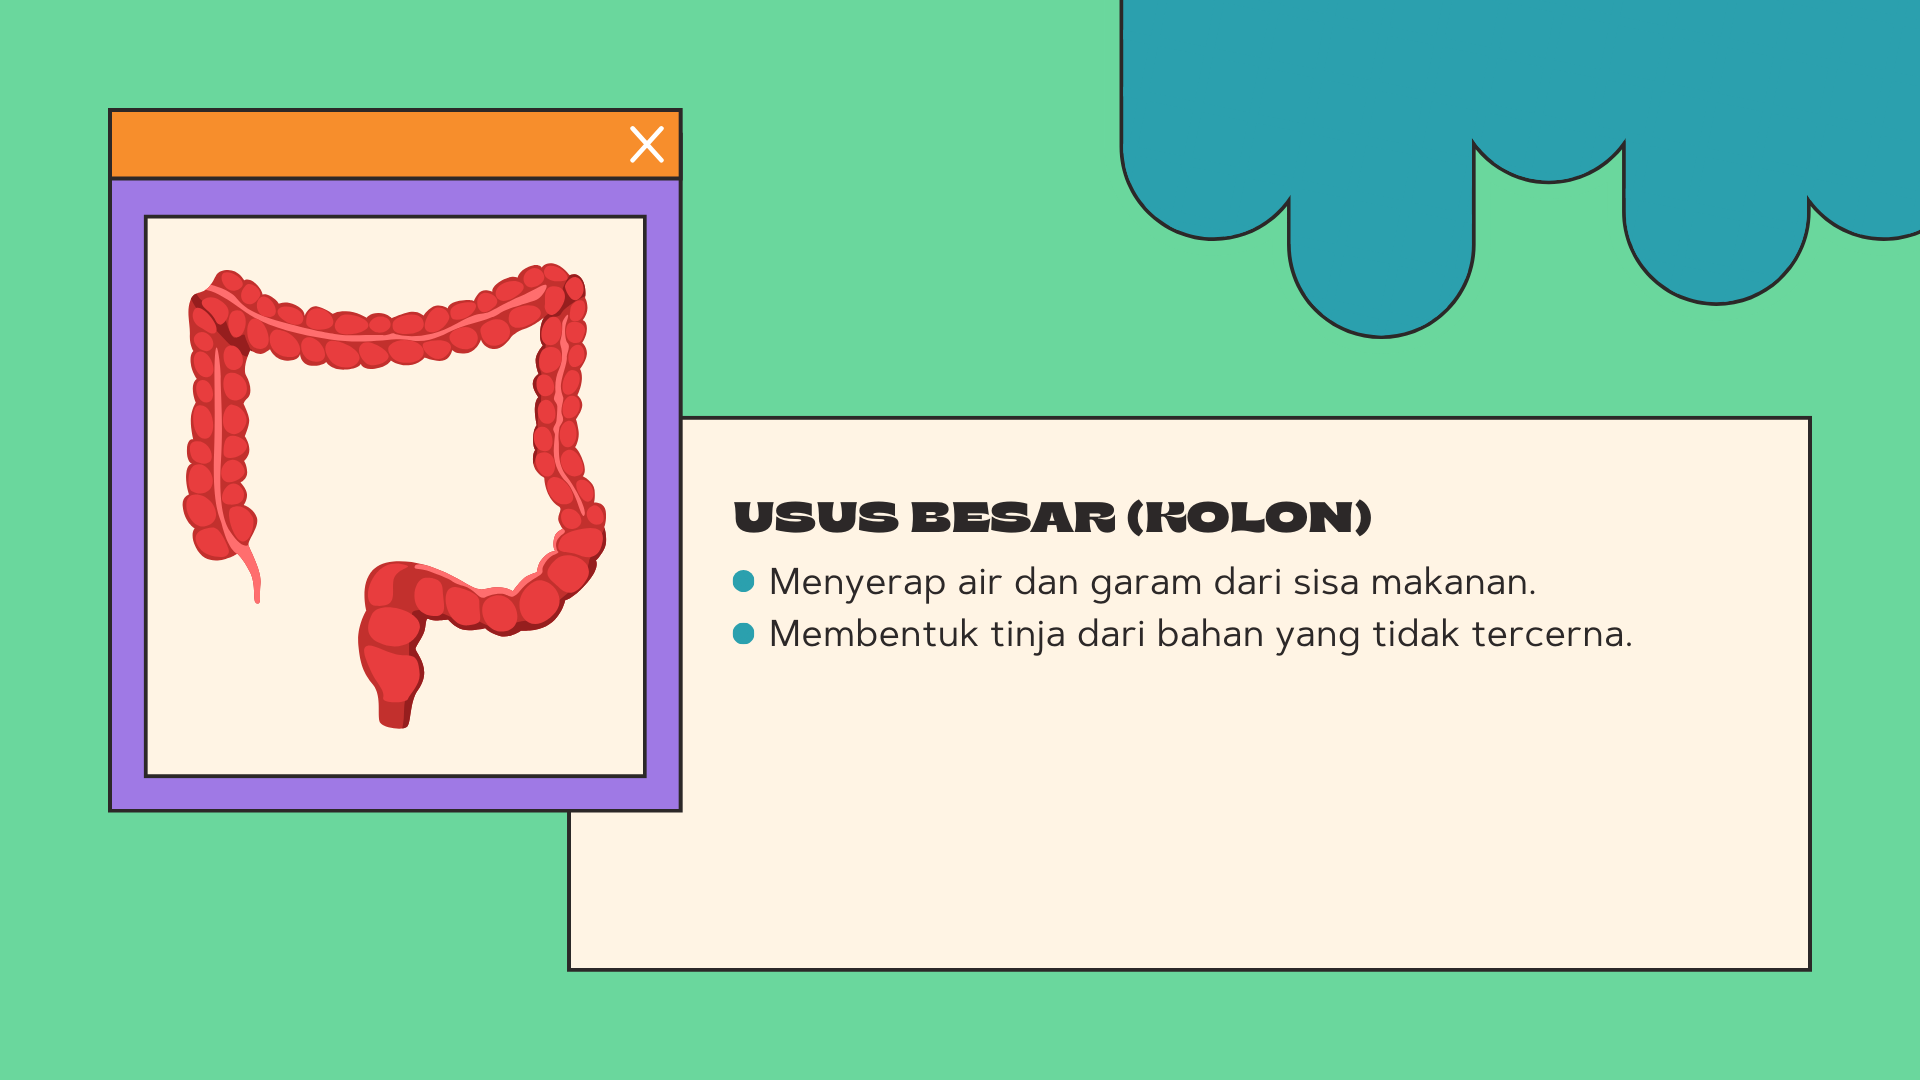 USUS BESAR (KOLON)
Menyerap air dan garam dari sisa makanan.
Membentuk tinja dari bahan yang tidak tercerna.